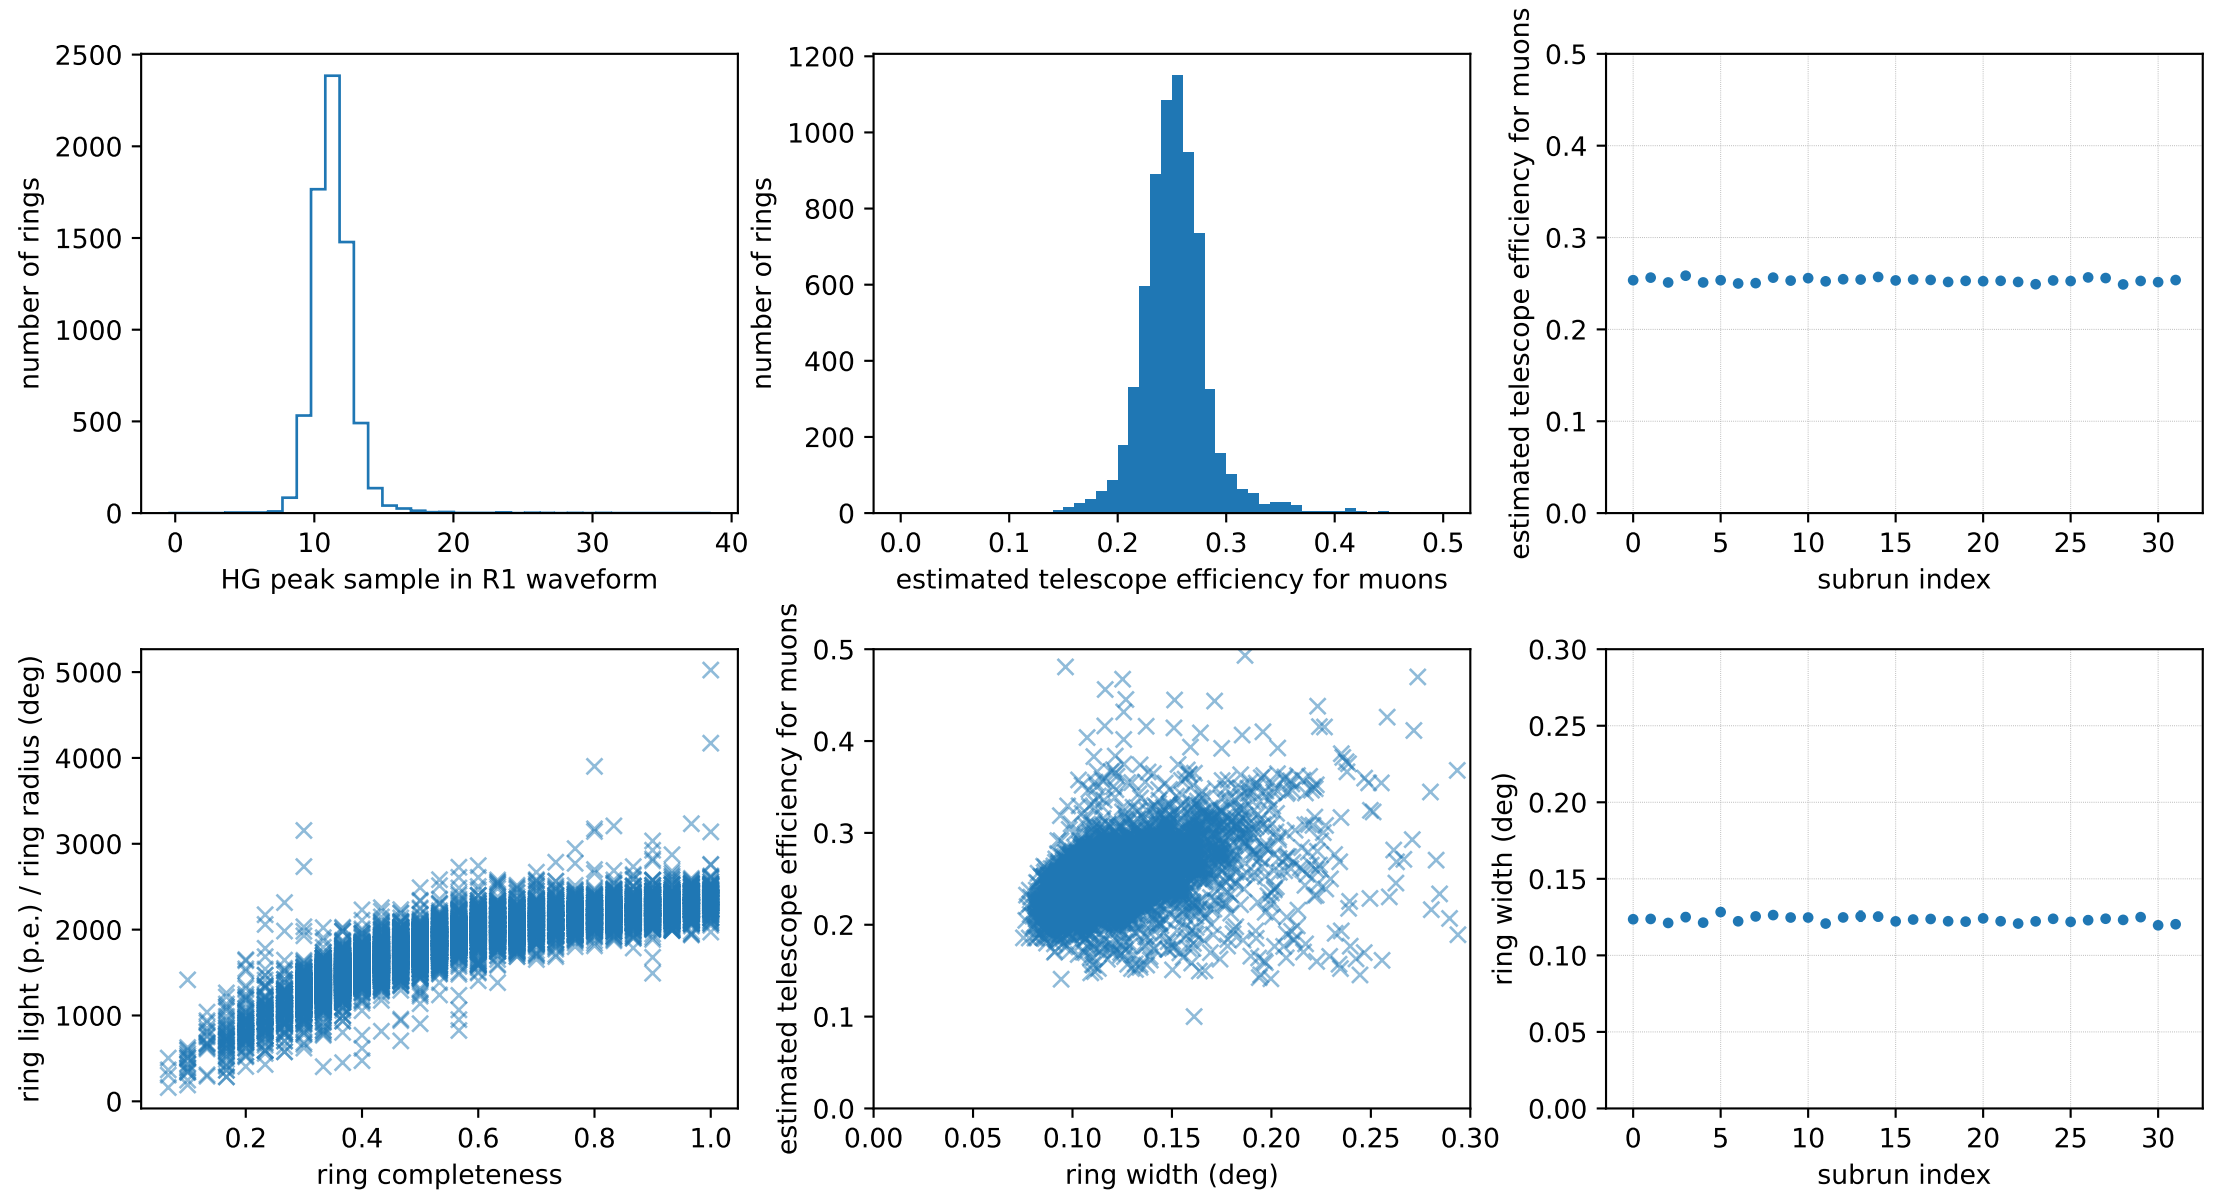 2500
2000
1500
1000
500
0
number of rings
0 10 20 30 40
HG peak sample in R1 waveform
1200
1000
800
600
400
200
0
number of rings
0.0 0.1 0.2 0.3 0.4 0.5
estimated telescope efficiency for muons
0.5
0.4
0.3
0.2
0.1
0.0
estimated telescope efficiency for muons
0 5 10 15 20 25 30
subrun index
5000
4000
3000
2000
1000
0
ring light (p.e.) / ring radius (deg)
0.2 0.4 0.6 0.8 1.0
ring completeness
0.5
0.4
0.3
0.2
0.1
0.0
estimated telescope efficiency for muons
0.00 0.05 0.10 0.15 0.20 0.25 0.30
ring width (deg)
0.30
0.25
0.20
0.15
0.10
0.05
0.00
ring width (deg)
0 5 10 15 20 25 30
subrun index